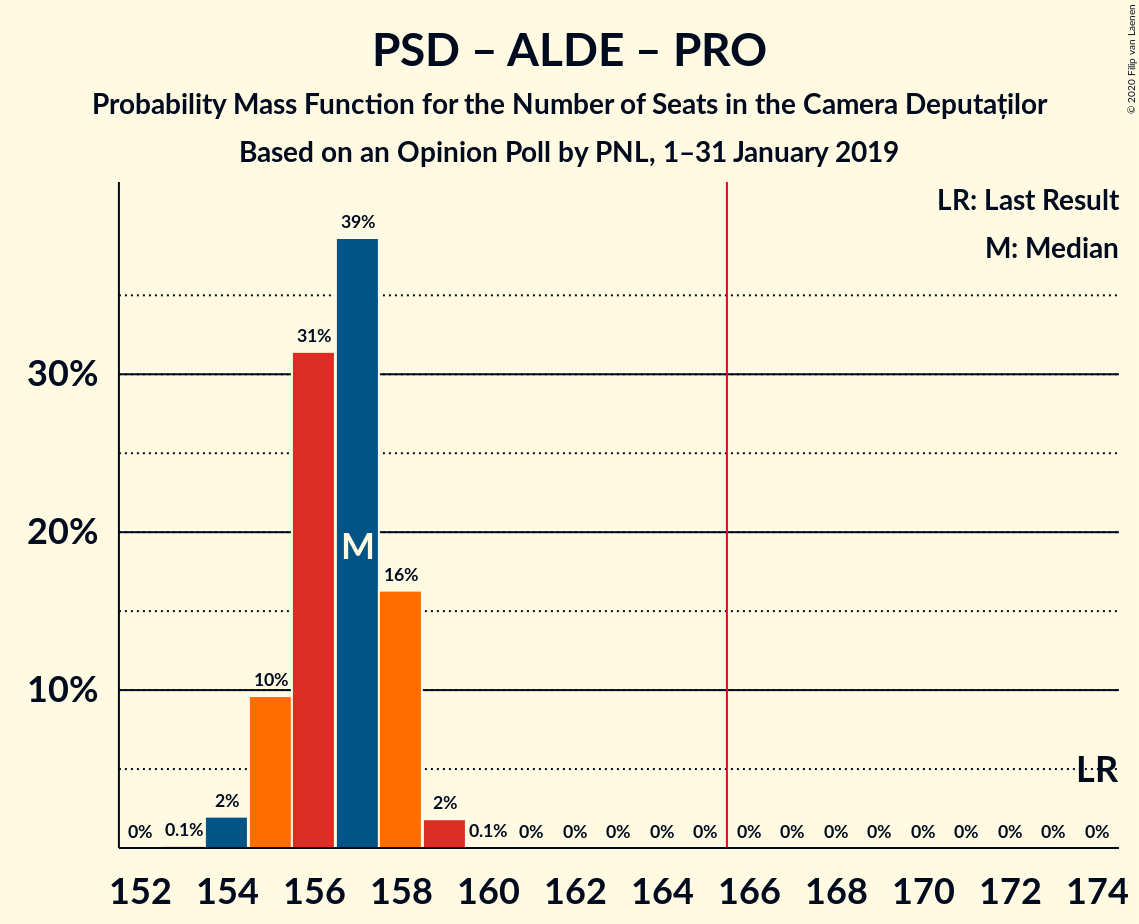 PSD – ALDE – PRO
Probability Mass Function for the Number of Seats in the Camera Deputaților
Based on an Opinion Poll by PNL, 1–31 January 2019
© 2020 Filip van Laenen
LR: Last Result
M: Median
39%
31%
30%
M
20%
16%
10%
10%
LR
2%
2%
0% 0.1% 0.1% 0% 0% 0% 0% 0% 0% 0% 0% 0% 0% 0% 0% 0% 0%
152 154 156 158 160 162 164 166 168 170 172 174